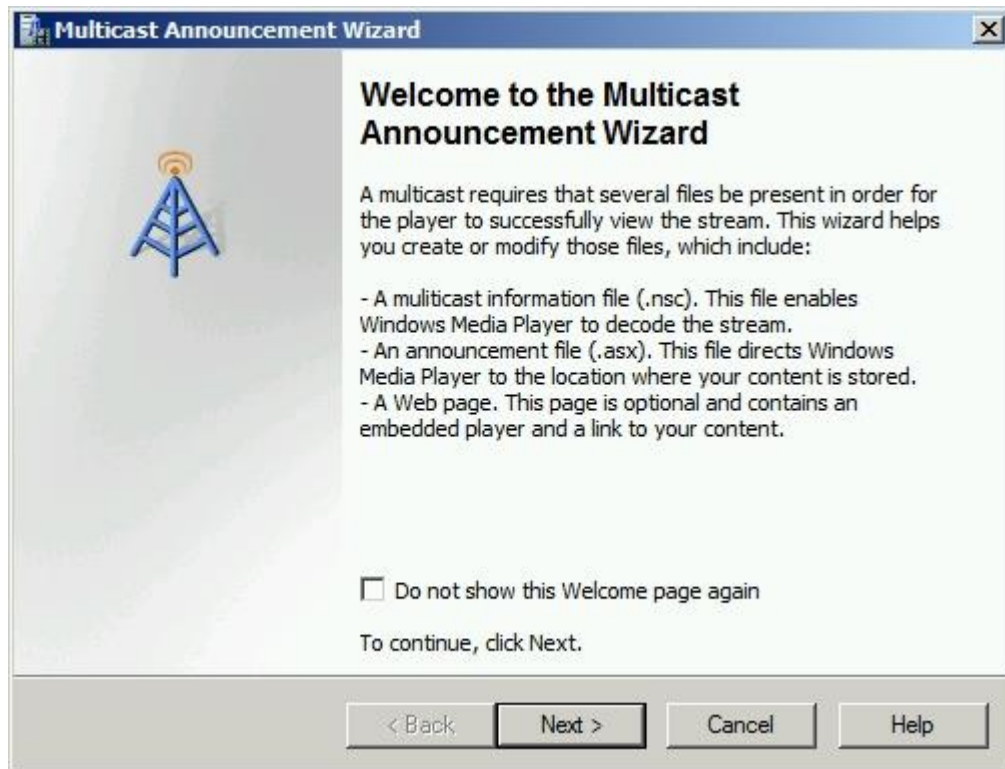 Multicast Announcement Wizard
Welcome to the Multicast
Announcement Wizard
A multicast requires that several files be present in order for
the player to successfully view the stream. This wizard helps
you create or modify those files, which include:
- A muliticast information file (.nsc). This file enables
Windows Media Player to decode the stream.
- An announcement file (.asx). This file directs Windows
Media Player to the location where your content is stored.
- A Web page. This page is optional and contains an
embedded player and a link to your content.
Do not show this Welcome page again
To continue, click Next.
< Back Next > Cancel Help